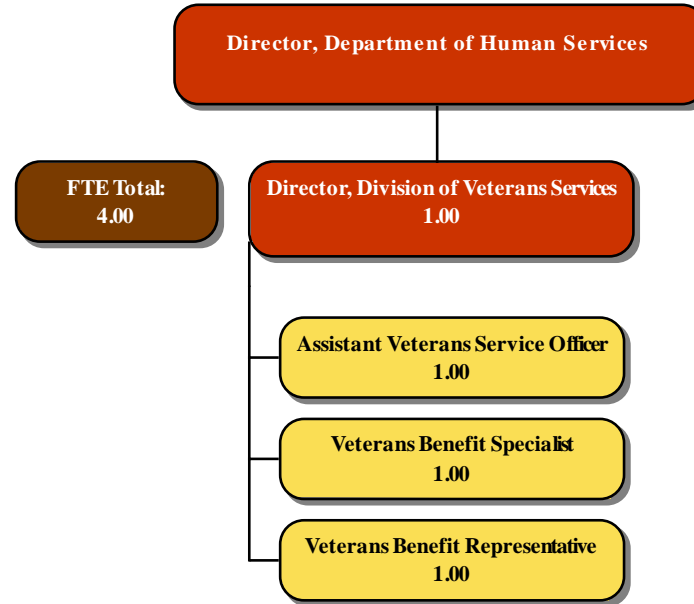 Director, Department of Human Services
FTE Total:
4.00
Director, Division of Veterans Services
1.00
Assistant Veterans Service Officer
1.00
Veterans Benefit Specialist
1.00
Veterans Benefit Representative
1.00